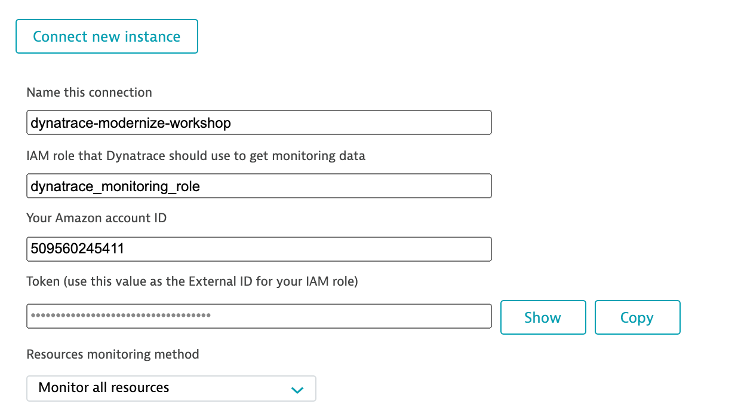 Connect new instance
Name this connection
dynatrace-modernize-workshop
IAM role that Dynatrace should use to get monitoring data
dynatrace_monitoring_role
Your Amazon account ID
509560245411
Token (use this value as the External ID for your IAM role)
•••••••••••••••••••••••••••••••••••• Show Copy
Resources monitoring method
Monitor all resources